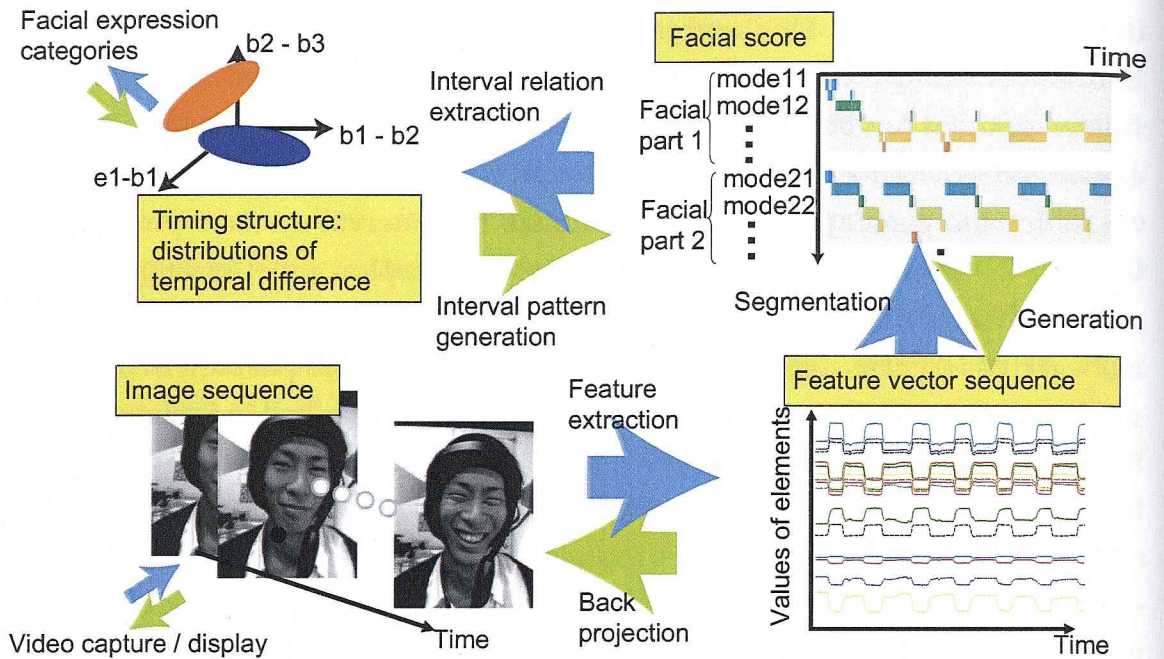 Facial expression
categories
b2 - b3
b1 - b2
e1-b1
Timing structure:
distributions of
temporal difference
Interval relation
extraction
Interval pattern
generation
Facial score
Time
Facial
part 1
mode11
mode12
Facial
part 2
mode21
mode22
Segmentation
Generation
Image sequence
Feature
extraction
Back
projection
Time
Video capture / display
Feature vector sequence
Values of elements
Time